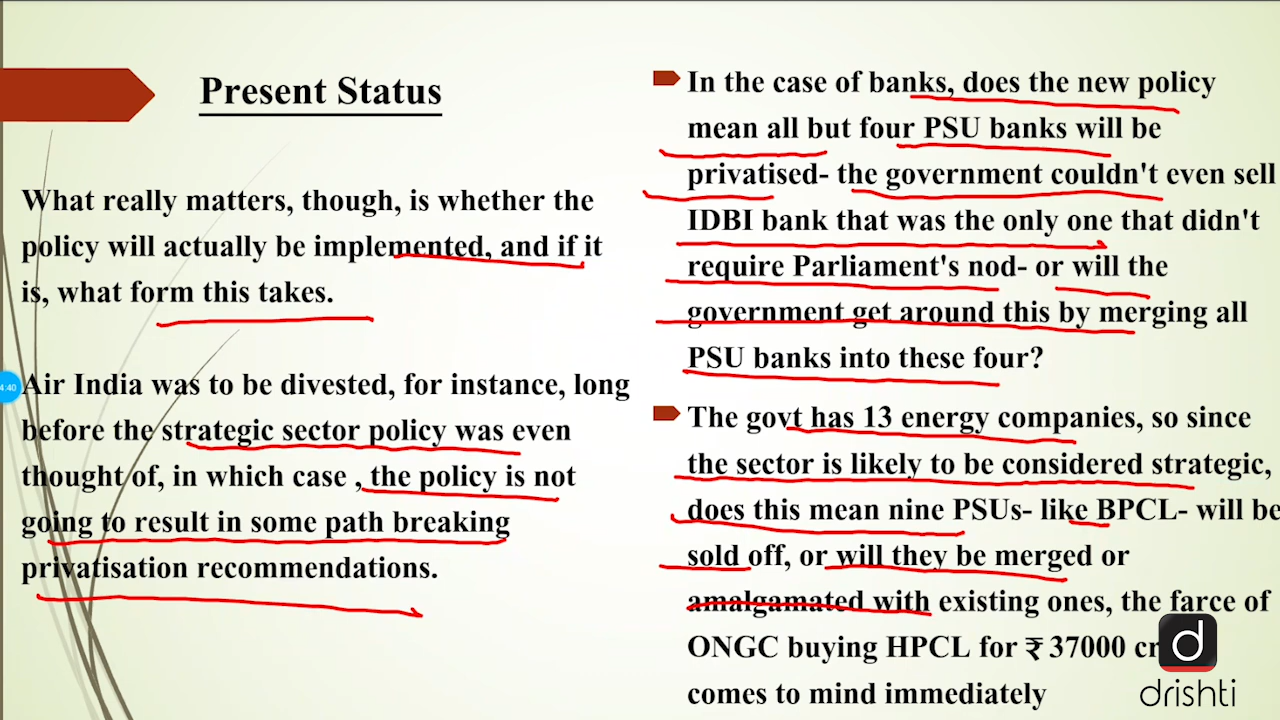 Present Status
What really matters, though, is whether the
policy will actually be implemented, and if it
is, what form this takes.
Air India was to be divested, for instance, long
before the strategic sector policy was even
thought of, in which case , the policy is not
going to result in some path breaking
privatisation recommendations.
4:40
In the case of banks, does the new policy
mean all but four PSU banks will be
privatised- the government couldn't even sell
IDBI bank that was the only one that didn't
require Parliament's nod- or will the
government get around this by merging all
PSU banks into these four?
The govt has 13 energy companies, so since
the sector is likely to be considered strategic,
does this mean nine PSUs- like BPCL- will be
sold off, or will they be merged or
amalgamated with existing ones, the farce of
ONGC buying HPCL for ₹ 37000 cr
comes to mind immediately
d
drishti